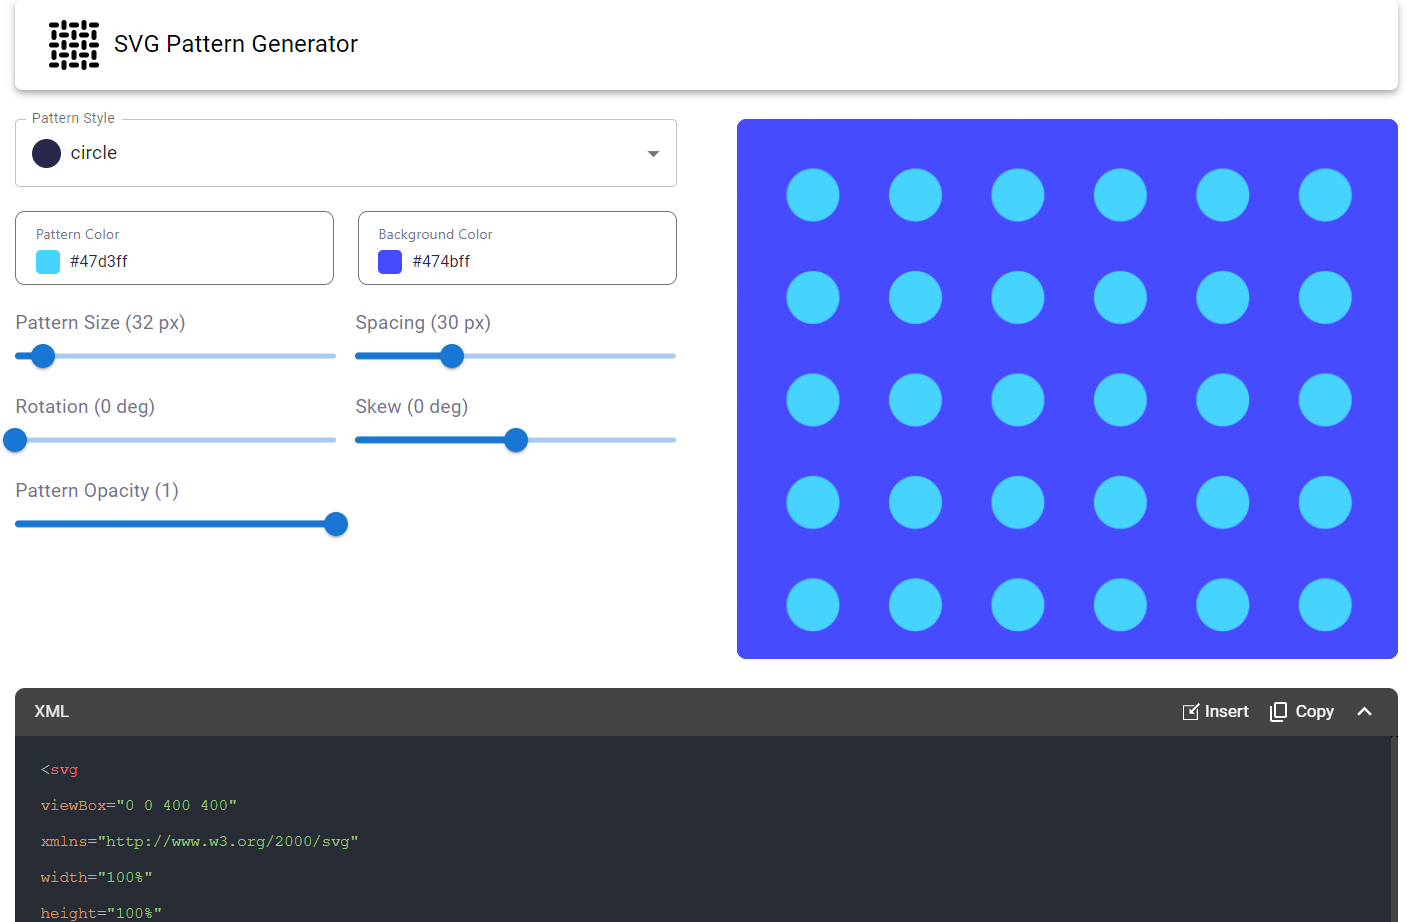 SVG Pattern Generator
Pattern Style
circle
Pattern Color
#47d3ff
Background Color
#474bff
Pattern Size (32 px)
Spacing (30 px)
Rotation (0 deg)
Skew (0 deg)
Pattern Opacity (1)
XML
Insert
Copy
<svg
viewBox="0 0 400 400"
xmlns="http://www.w3.org/2000/svg"
width="100%"
height="100%"